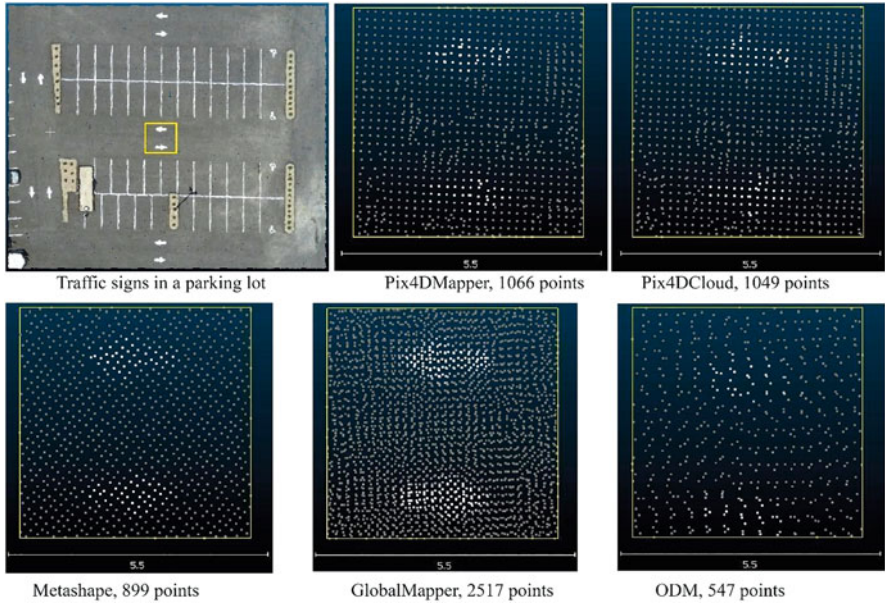 5.5
5.5
Traffic signs in a parking lot
Pix4DMapper, 1066 points
Pix4DCloud, 1049 points
5.5
5.5
5.5
Metashape, 899 points
GlobalMapper, 2517 points
ODM, 547 points